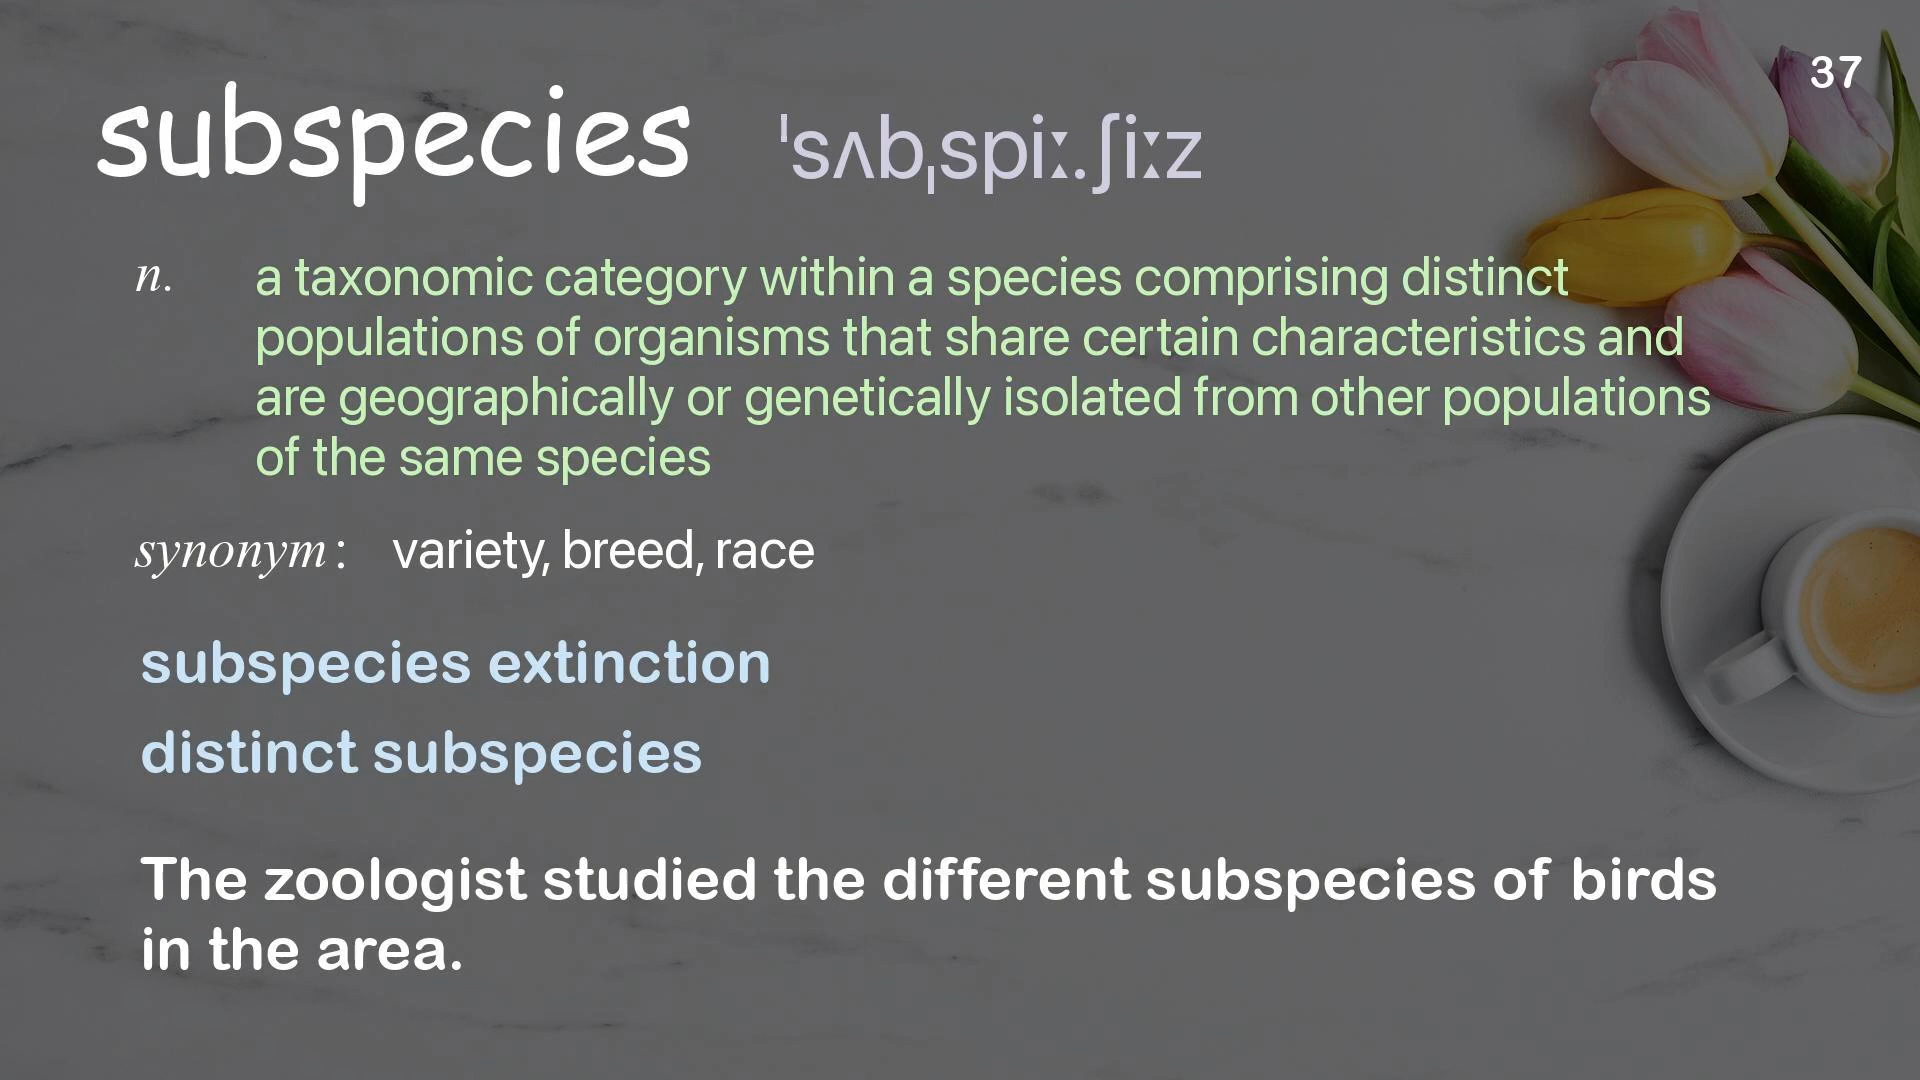 37
subspecies ˈsʌbˌspiː.ʃiːz
n. a taxonomic category within a species comprising distinct
populations of organisms that share certain characteristics and
are geographically or genetically isolated from other populations
of the same species
synonym : variety, breed, race
subspecies extinction
distinct subspecies
The zoologist studied the different subspecies of birds
in the area.